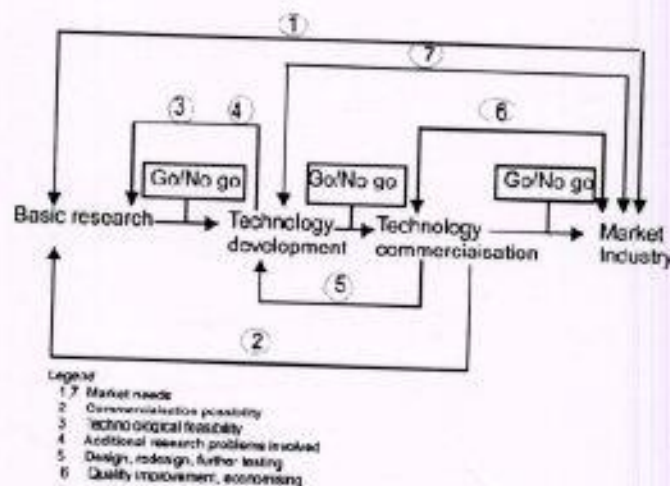 1
7
3 4 6
Go/No go Go/No go Go/No go
Basic research Technology development Technology commerciaisation Market Industry
5
2
Legend
1,7 Market needs
2 Commercialisation possibility
3 Technological feasibility
4 Additional research problems involved
5 Design, redesign, further testing
6 Quality improvement, economising